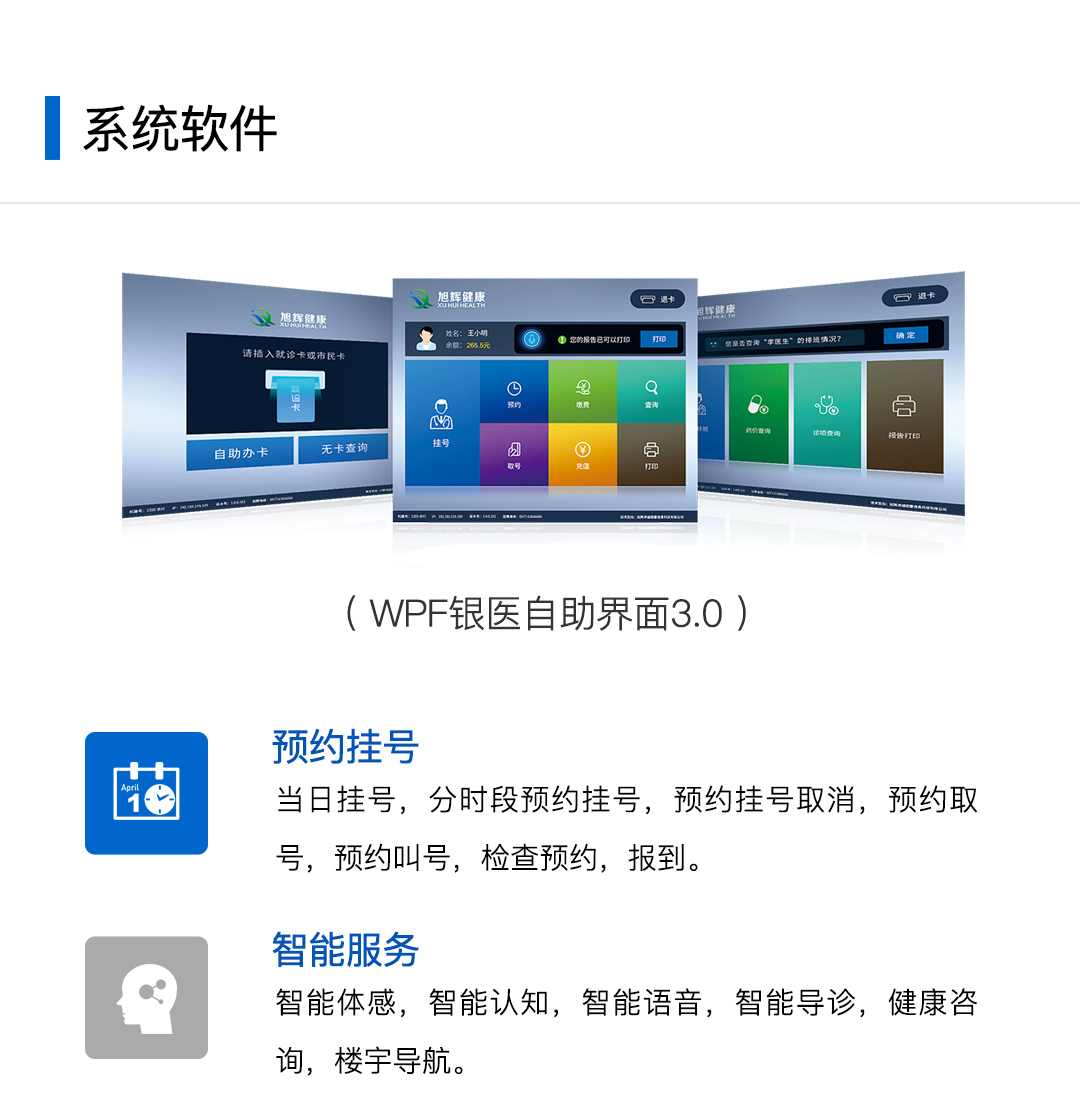 系统软件
旭辉健康
XU HUI HEALTH
请插入就诊卡或市民卡
就诊卡
自助办卡
无卡查询
旭辉健康
XU HUI HEALTH
退卡
姓名： 王小明
余额： 265.5元
您的报告已可以打印
打印
挂号
预约
缴费
查询
取号
充值
打印
辉健康
HUI HEALTH
退卡
您是否查询“李医生”的排班情况？
确定
药价查询
诊项查询
报告打印
（ WPF银医自助界面3.0 ）
April
1
预约挂号
当日挂号，分时段预约挂号，预约挂号取消，预约取
号，预约叫号，检查预约，报到。
智能服务
智能体感，智能认知，智能语音，智能导诊，健康咨
询，楼宇导航。